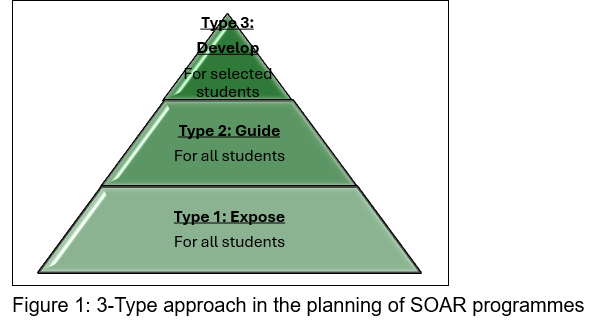 Type 3:
Develop
For selected
students
Type 2: Guide
For all students
Type 1: Expose
For all students
Figure 1: 3-Type approach in the planning of SOAR programmes